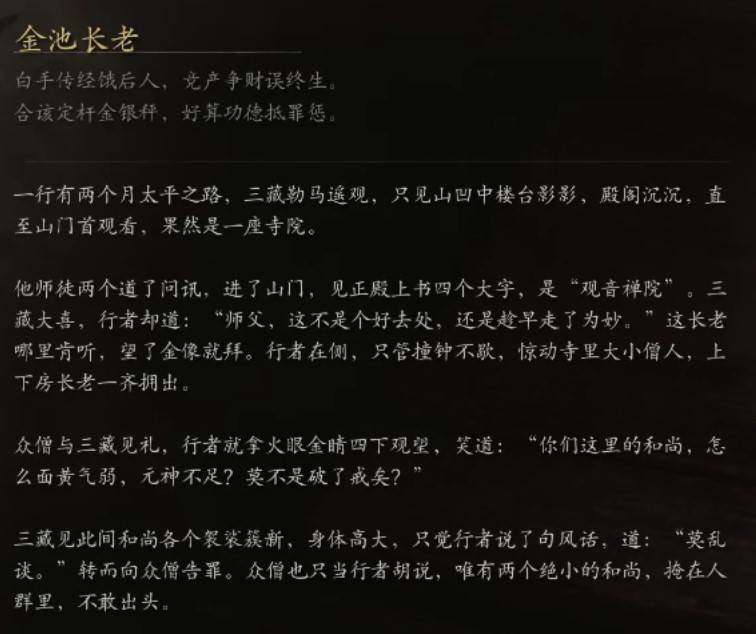 金池长老
白手传经饿后人，竞产争财误终生。
合该定杆金银秤，好算功德抵罪愆。
一行有两个月太平之路，三藏勒马遥观，只见山凹中楼台影影，殿阁沉沉，直
至山门首观看，果然是一座寺院。
他师徒两个道了问讯，进了山门，见正殿上书四个大字，是“观音禅院”。三
藏大喜，行者却道：“师父，这不是个好去处，还是趁早走了为妙。”这长老
哪里肯听，望了金像就拜。行者在侧，只管撞钟不歇，惊动寺里大小僧人，上
下房长老一齐拥出。
众僧与三藏见礼，行者就拿火眼金睛四下观望，笑道：“你们这里的和尚，怎
么面黄气弱，元神不足？莫不是破了戒矣？”
三藏见此间和尚各个袈裟簇新，身体高大，只觉行者说了句风话，道：“莫乱
谈。”转而向众僧告罪。众僧也只当行者胡说，唯有两个绝小的和尚，掩在人
群里，不敢出头。